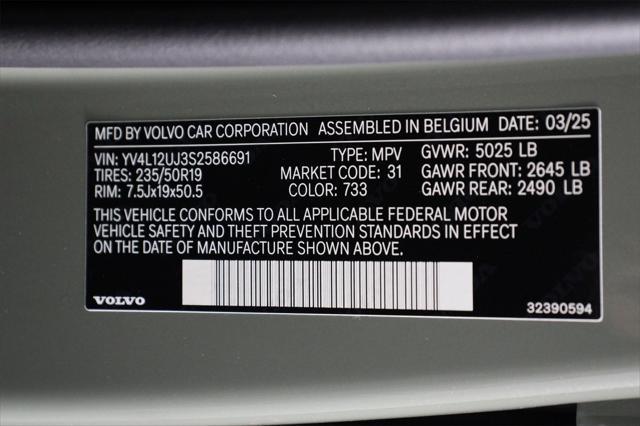 MFD BY VOLVO CAR CORPORATION ASSEMBLED IN BELGIUM DATE: 03/25
VIN: YV4L12UJ3S2586691 TYPE: MPV GVWR: 5025 LB
TIRES: 235/50R19 MARKET CODE: 31 GAWR FRONT: 2645 LB
RIM: 7.5Jx19x50.5 COLOR: 733 GAWR REAR: 2490 LB
THIS VEHICLE CONFORMS TO ALL APPLICABLE FEDERAL MOTOR
VEHICLE SAFETY AND THEFT PREVENTION STANDARDS IN EFFECT
ON THE DATE OF MANUFACTURE SHOWN ABOVE.
VOLVO 32390594